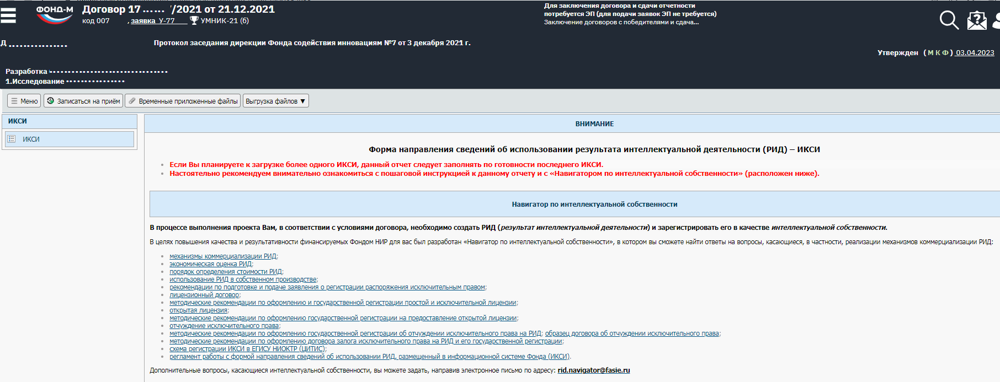 ФОНД-М
Договор 17...... /2021 от 21.12.2021
код 007 , заявка У-77 УМНИК-21 (б)
Для заключения договора и сдачи отчетности
потребуется ЭП (для подачи заявок ЭП не требуется)
Заключение договоров с победителями и сдача...
Д ...............
Протокол заседания дирекции Фонда содействия инновациям №7 от 3 декабря 2021 г.
Утвержден ( М К Ф ) 03.04.2023
Разработка ................................
1.Исследование ................
Меню
Записаться на приём
Временные приложенные файлы
Выгрузка файлов ▼
ИКСИ
ИКСИ
ВНИМАНИЕ
Форма направления сведений об использовании результата интеллектуальной деятельности (РИД) – ИКСИ
Если Вы планируете к загрузке более одного ИКСИ, данный отчет следует заполнять по готовности последнего ИКСИ.
Настоятельно рекомендуем внимательно ознакомиться с пошаговой инструкцией к данному отчету и с «Навигатором по интеллектуальной собственности» (расположен ниже).
Навигатор по интеллектуальной собственности
В процессе выполнения проекта Вам, в соответствии с условиями договора, необходимо создать РИД (результат интеллектуальной деятельности) и зарегистрировать его в качестве интеллектуальной собственности.
В целях повышения качества и результативности финансируемых Фондом НИР для вас был разработан «Навигатор по интеллектуальной собственности», в котором вы сможете найти ответы на вопросы, касающиеся, в частности, реализации механизмов коммерциализации РИД:
механизмы коммерциализации РИД;
экономическая оценка РИД;
порядок определения стоимости РИД;
использование РИД в собственном производстве;
рекомендации по подготовке и подаче заявления о регистрации распоряжения исключительным правом;
лицензионный договор;
методические рекомендации по оформлению и государственной регистрации простой и исключительной лицензии;
открытая лицензия;
методические рекомендации по оформлению государственной регистрации на предоставление открытой лицензии;
отчуждение исключительного права;
методические рекомендации по оформлению государственной регистрации об отчуждении исключительного права на РИД; образец договора об отчуждении исключительного права;
методические рекомендации по оформлению договора залога исключительного права на РИД и его государственной регистрации;
схема регистрации ИКСИ в ЕГИСУ НИОКТР (ЦИТИС);
регламент работы с формой направления сведений об использовании РИД, размещенный в информационной системе Фонда (ИКСИ).
Дополнительные вопросы, касающиеся интеллектуальной собственности, вы можете задать, направив электронное письмо по адресу: rid.navigator@fasie.ru